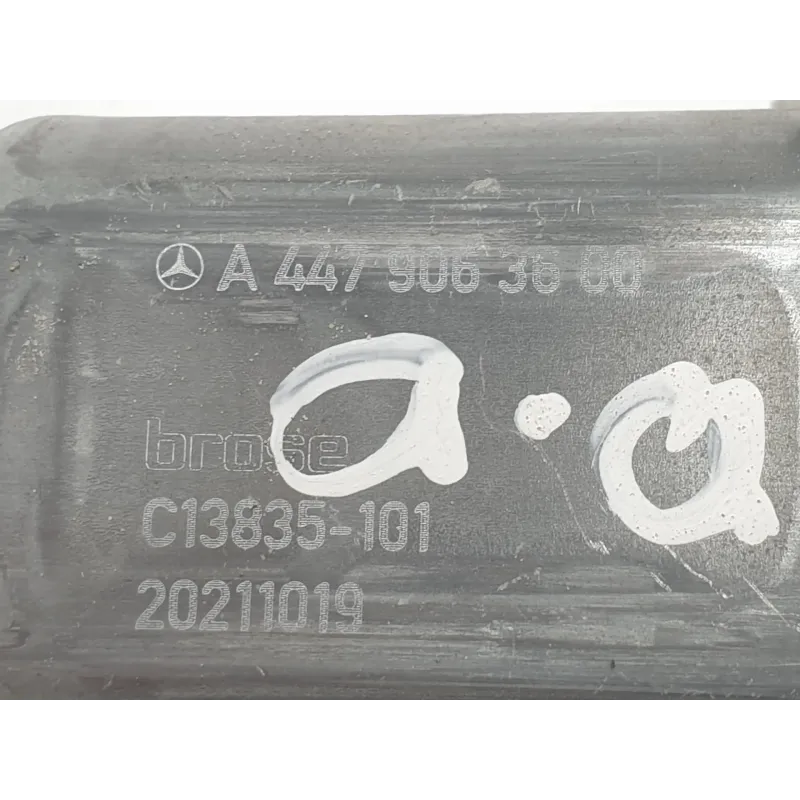 A 447 906 36 00
a.a
brose
C13835-101
20211019